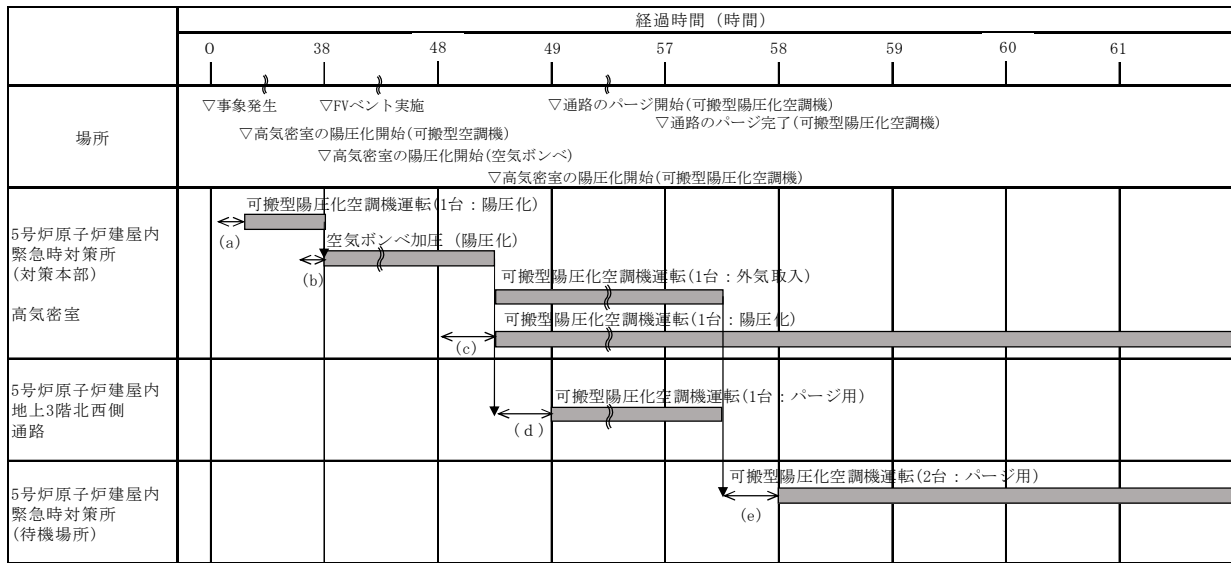 経過時間（時間）
0 38 48 49 57 58 59 60 61
場所
▽事象発生
▽FVベント実施
▽通路のパージ開始(可搬型陽圧化空調機)
▽通路のパージ完了(可搬型陽圧化空調機)
▽高気密室の陽圧化開始(可搬型空調機)
▽高気密室の陽圧化開始(空気ボンベ)
▽高気密室の陽圧化開始(可搬型陽圧化空調機)
5号炉原子炉建屋内
緊急時対策所
(対策本部)
高気密室
可搬型陽圧化空調機運転(1台：陽圧化)
(a)
空気ボンベ加圧（陽圧化）
(b)
可搬型陽圧化空調機運転(1台：外気取入)
可搬型陽圧化空調機運転(1台：陽圧化)
(c)
5号炉原子炉建屋内
地上3階北西側
通路
可搬型陽圧化空調機運転(1台：パージ用)
(d)
5号炉原子炉建屋内
緊急時対策所
(待機場所)
可搬型陽圧化空調機運転(2台：パージ用)
(e)